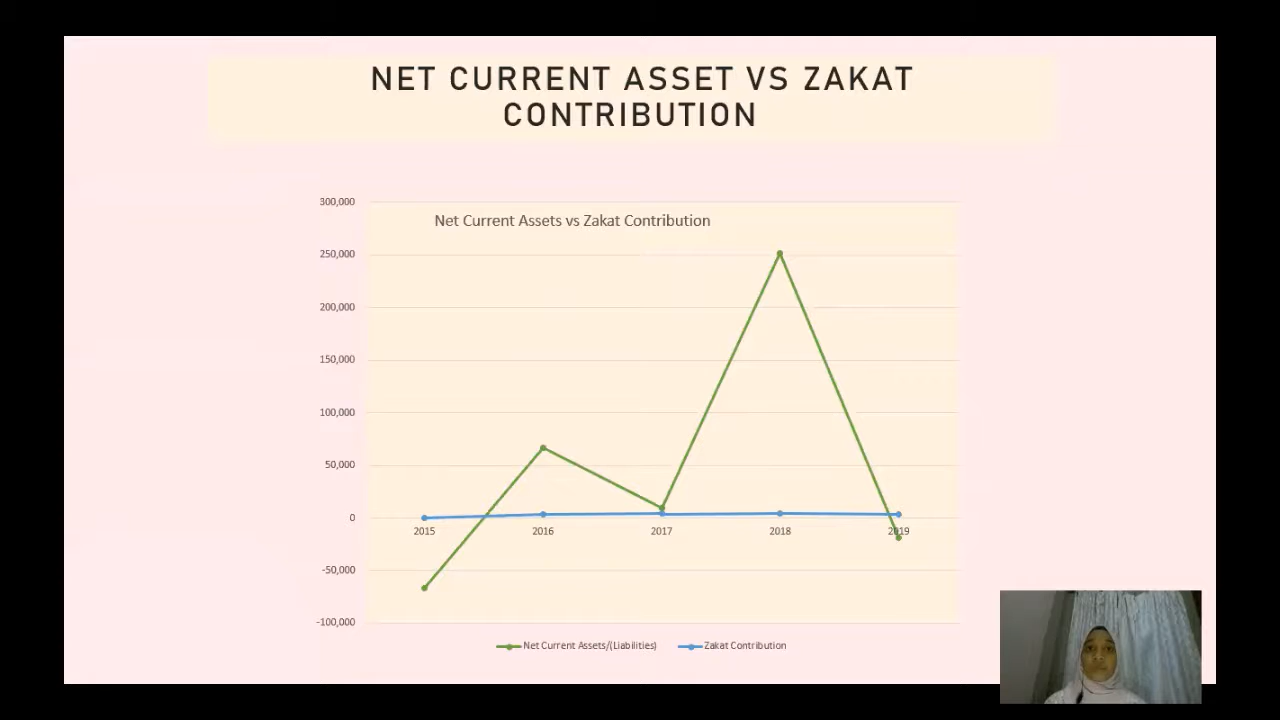 NET CURRENT ASSET VS ZAKAT
CONTRIBUTION
Net Current Assets vs Zakat Contribution
300,000
250,000
200,000
150,000
100,000
50,000
0
-50,000
-100,000
2015 2016 2017 2018 2019
Net Current Assets/(Liabilities) Zakat Contribution